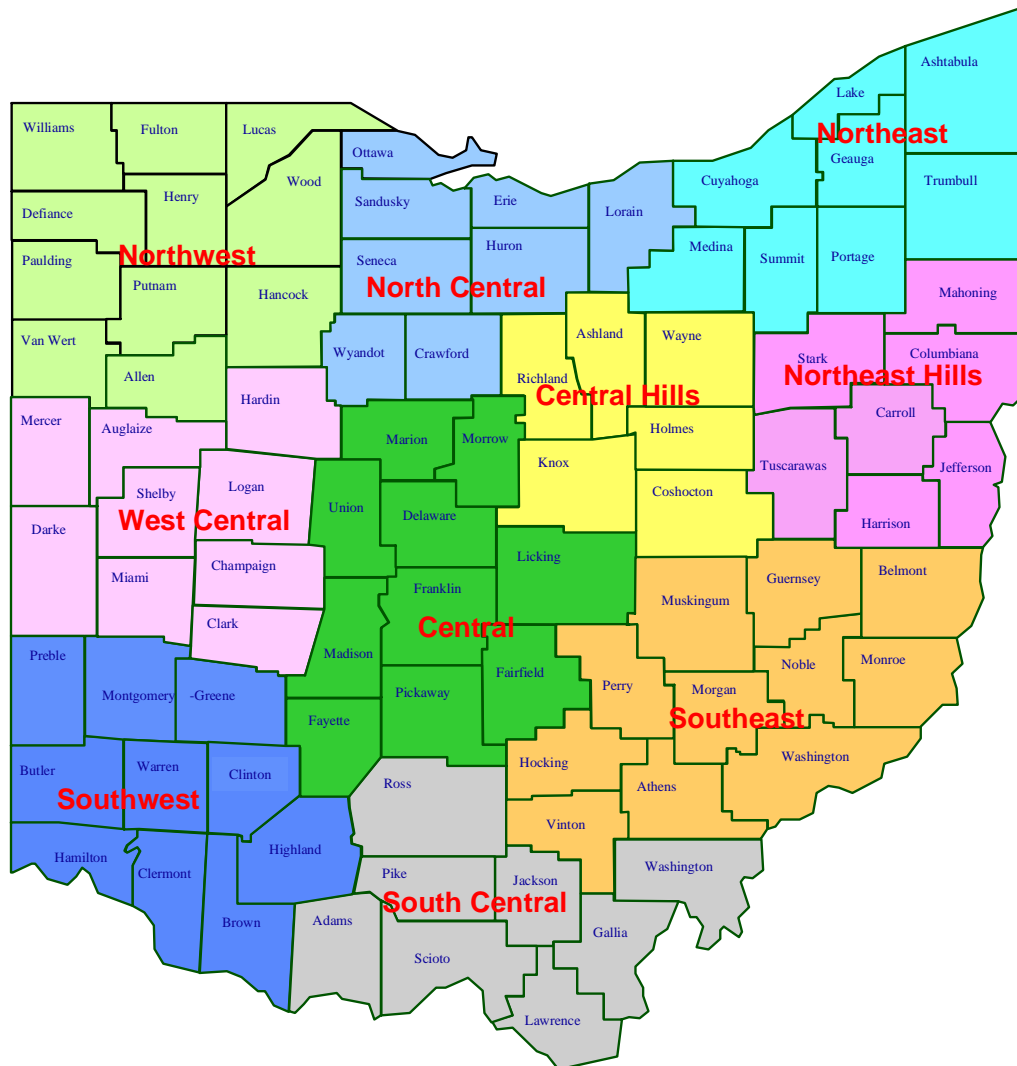 Ashtabula
Lake
Northeast
Williams
Fulton
Lucas
Ottawa
Geauga
Wood
Cuyahoga
Trumbull
Henry
Sandusky
Erie
Lorain
Defiance
Northwest
Huron
Medina
Summit
Portage
Paulding
Seneca
Putnam
North Central
Mahoning
Hancock
Van Wert
Ashland
Wayne
Wyandot
Crawford
Stark
Columbiana
Allen
Richland
Northeast Hills
Central Hills
Hardin
Carroll
Mercer
Auglaize
Marion
Morrow
Holmes
Knox
Tuscarawas
Jefferson
Shelby
Logan
Union
Coshocton
West Central
Delaware
Darke
Harrison
Licking
Miami
Champaign
Franklin
Muskingum
Guernsey
Belmont
Clark
Central
Preble
Madison
Fairfield
Noble
Monroe
Montgomery
-Greene
Pickaway
Perry
Morgan
Fayette
Southeast
Butler
Warren
Clinton
Ross
Hocking
Washington
Southwest
Athens
Vinton
Hamilton
Clermont
Highland
Pike
Jackson
Washington
South Central
Brown
Adams
Gallia
Scioto
Lawrence